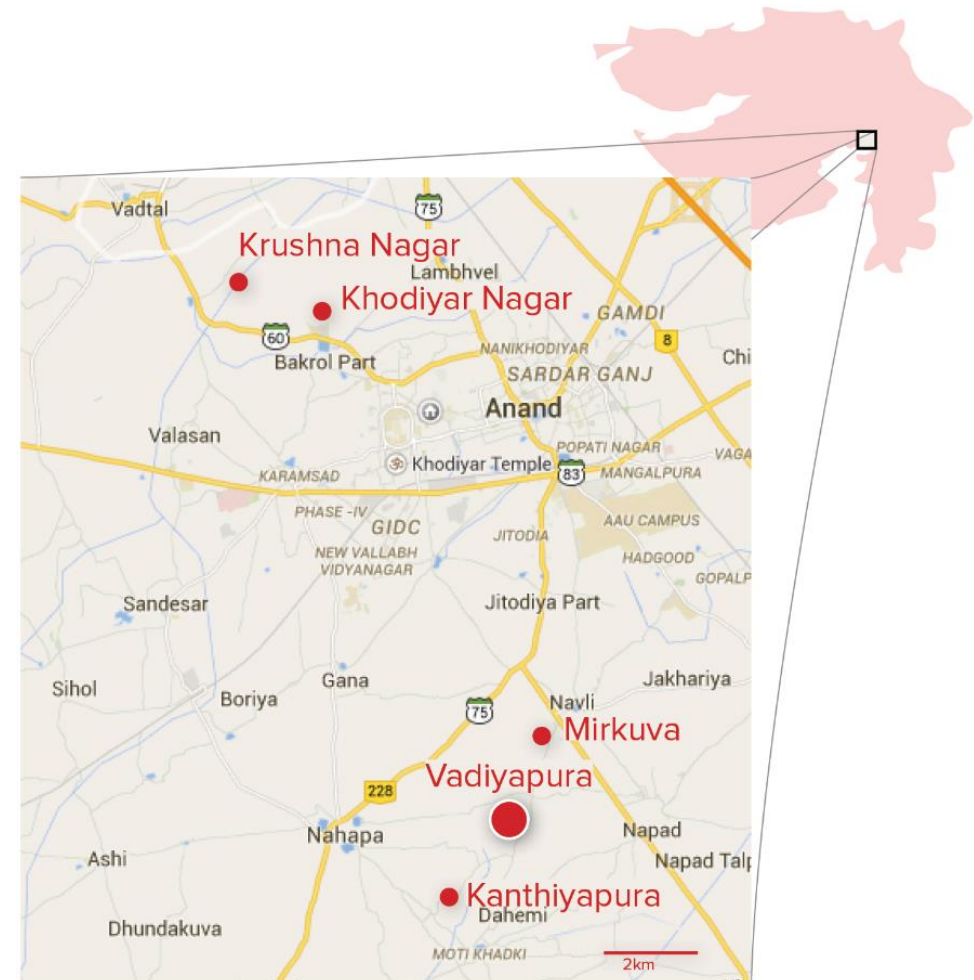 Vadtal
75
Krushna Nagar
Lambhvel
Khodiyar Nagar
GAMDI
60
8
NANIKHODIYAR
Bakrol Part
Chi
SARDAR GANJ
Anand
Valasan
POPATI NAGAR
VAGA
Khodiyar Temple
83
MANGALPURA
KARAMSAD
PHASE -IV
GIDC
AAU CAMPUS
JITODIA
NEW VALLABH
VIDYANAGAR
HADGOOD
GOPALP
Sandesar
Jitodiya Part
Sihol
Gana
Jakhariya
Boriya
Navli
75
Mirkuva
Vadiyapura
228
Nahapa
Napad
Ashi
Napad Talp
Kanthiyapura
Dahemi
Dhundakuva
MOTI KHADKI
2km